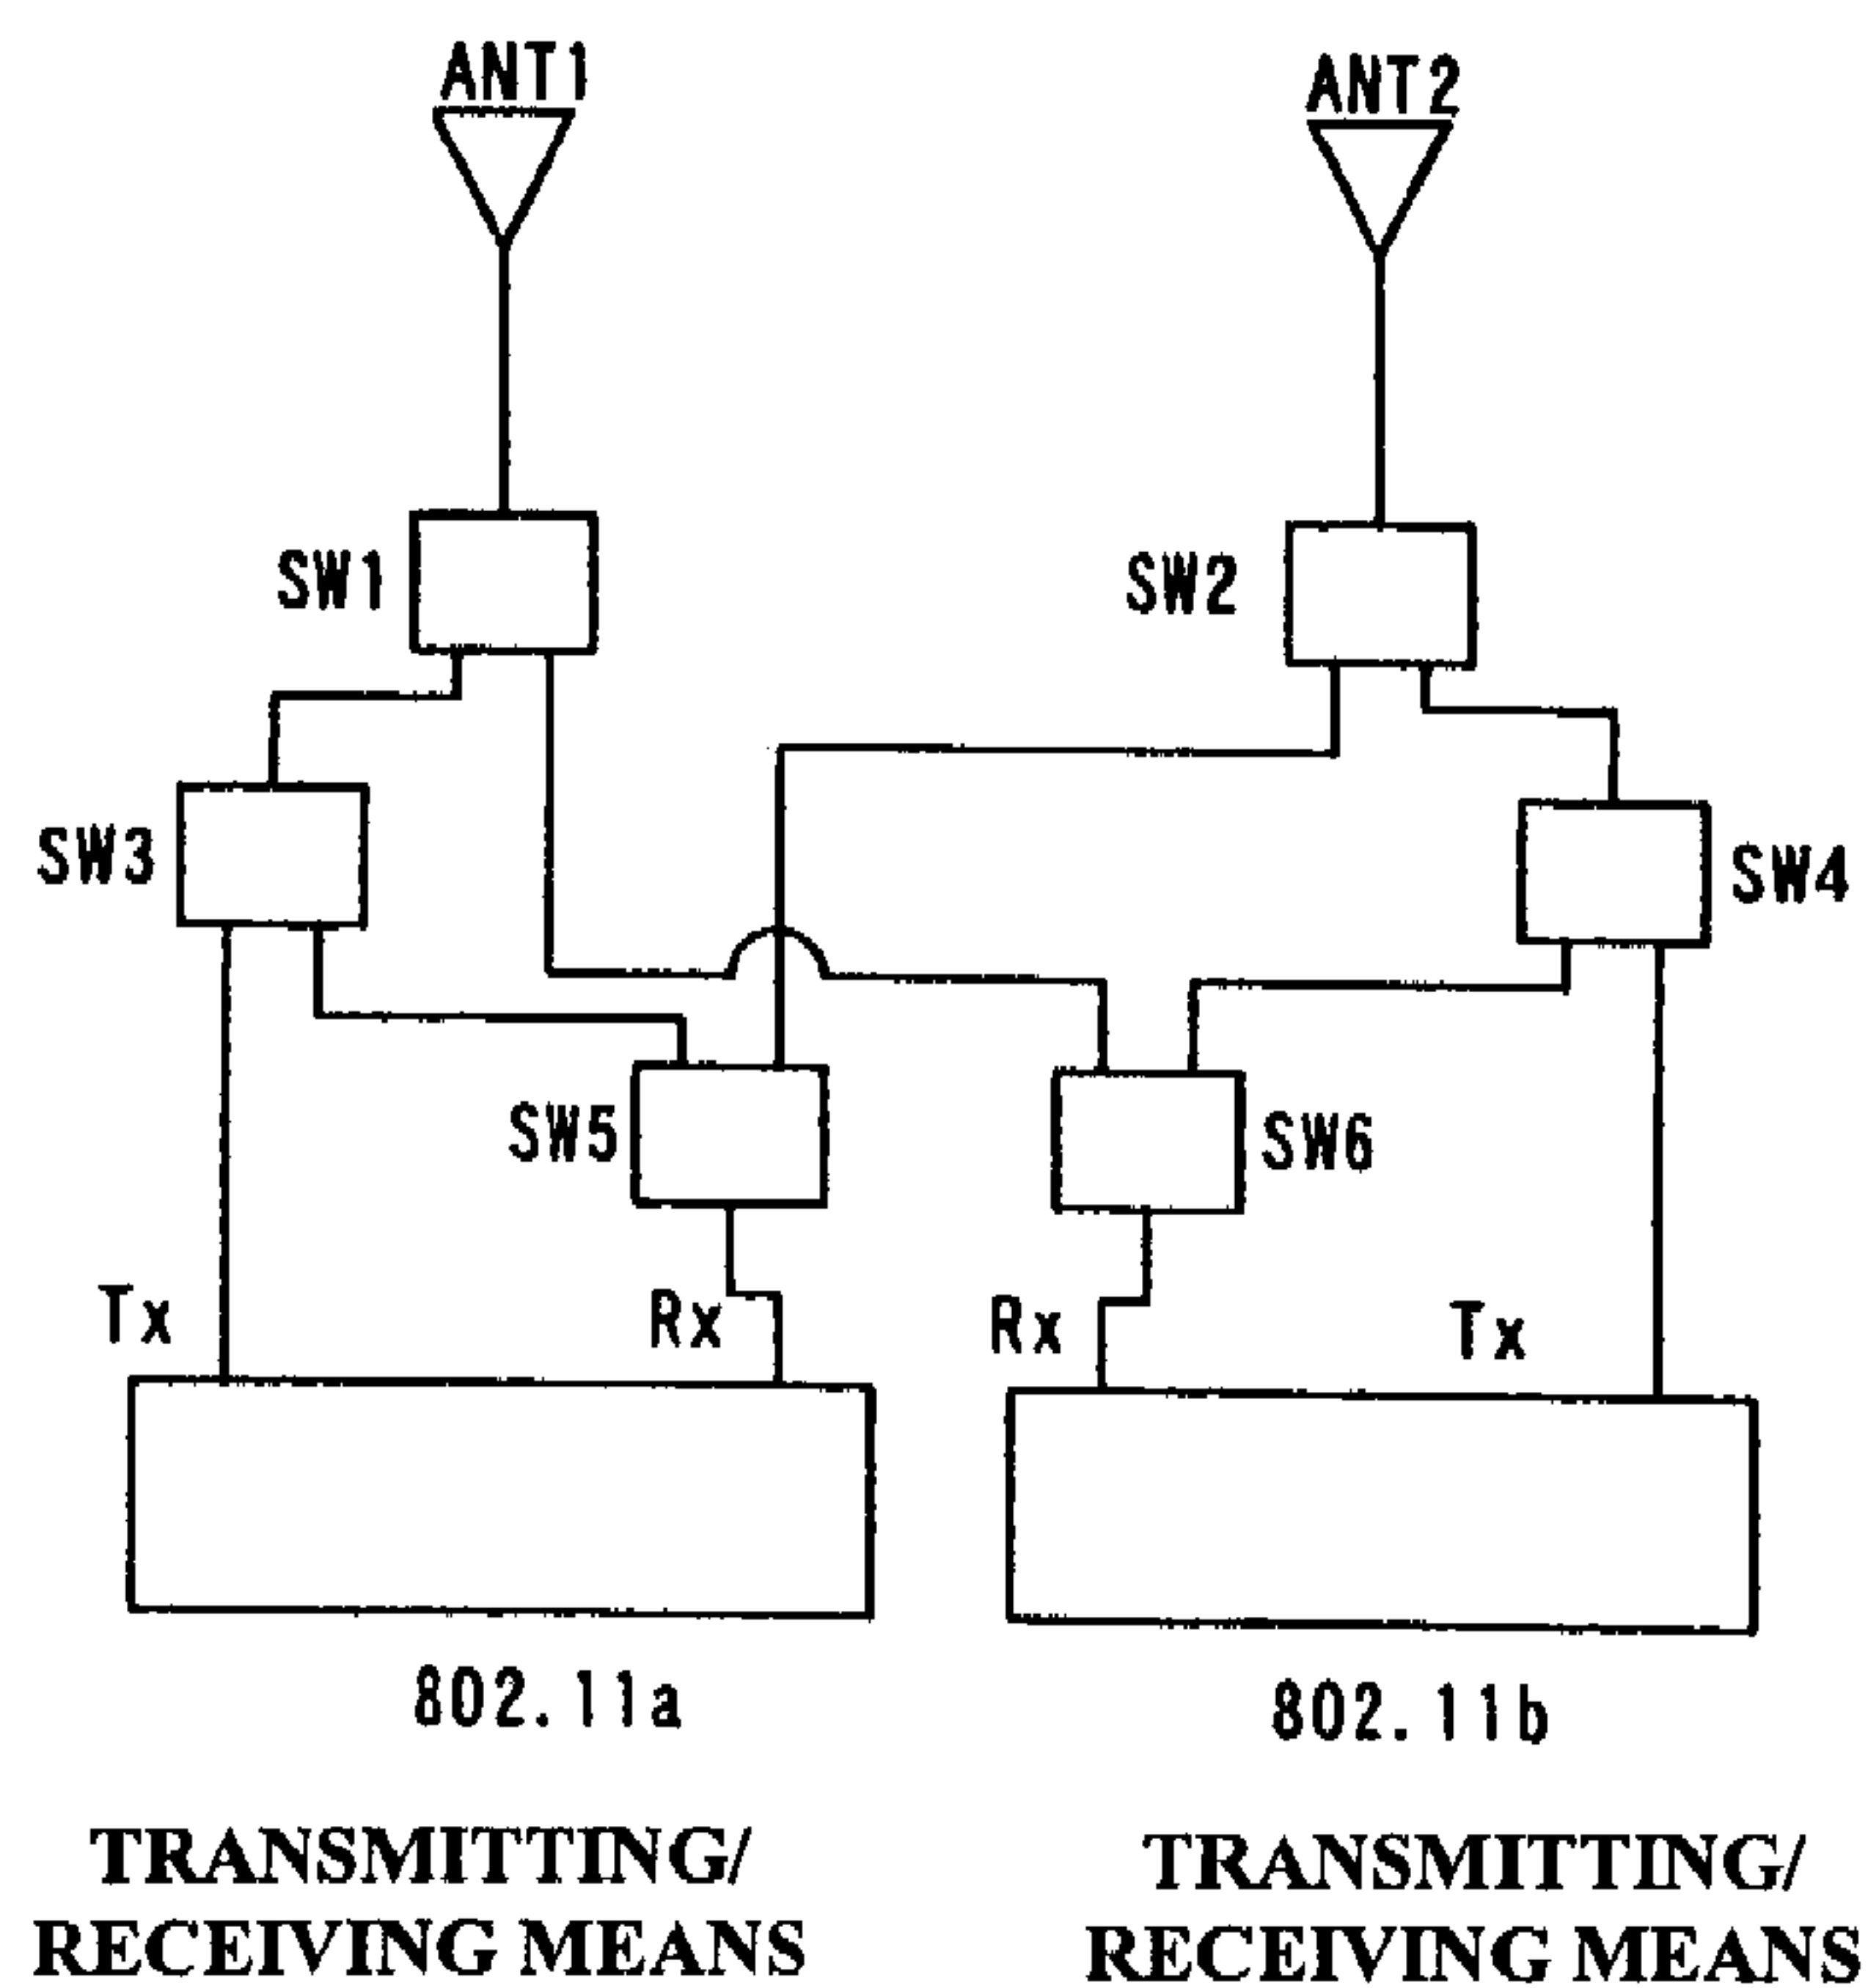 ANT1
ANT2
SW1
SW2
SW3
SW4
SW5
SW6
Tx
Rx
Rx
Tx
802.11a
802.11b
TRANSMITTING/
RECEIVING MEANS
TRANSMITTING/
RECEIVING MEANS